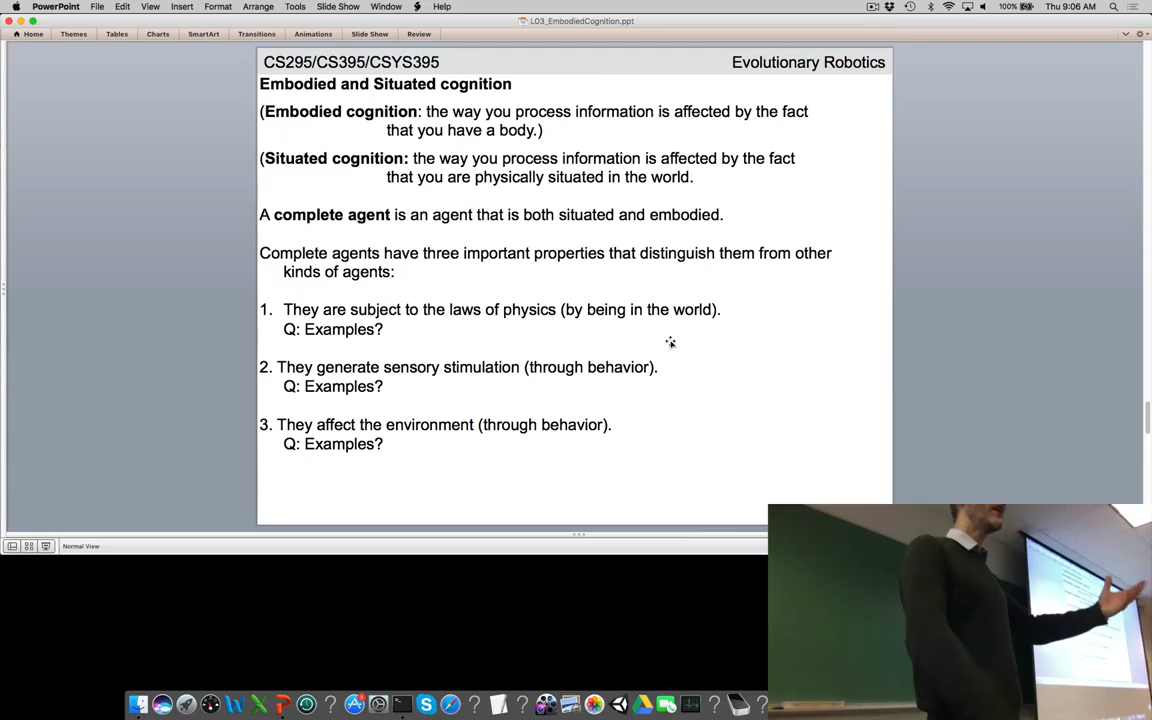 PowerPoint File Edit View Insert Format Arrange Tools Slide Show Window Help 100% Thu 9:06 AM
L03_EmbodiedCognition.ppt
Home Themes Tables Charts SmartArt Transitions Animations Slide Show Review
CS295/CS395/CSYS395 Evolutionary Robotics
Embodied and Situated cognition
(Embodied cognition: the way you process information is affected by the fact
that you have a body.)
(Situated cognition: the way you process information is affected by the fact
that you are physically situated in the world.
A complete agent is an agent that is both situated and embodied.
Complete agents have three important properties that distinguish them from other
kinds of agents:
1. They are subject to the laws of physics (by being in the world).
Q: Examples?
2. They generate sensory stimulation (through behavior).
Q: Examples?
3. They affect the environment (through behavior).
Q: Examples?
Normal View